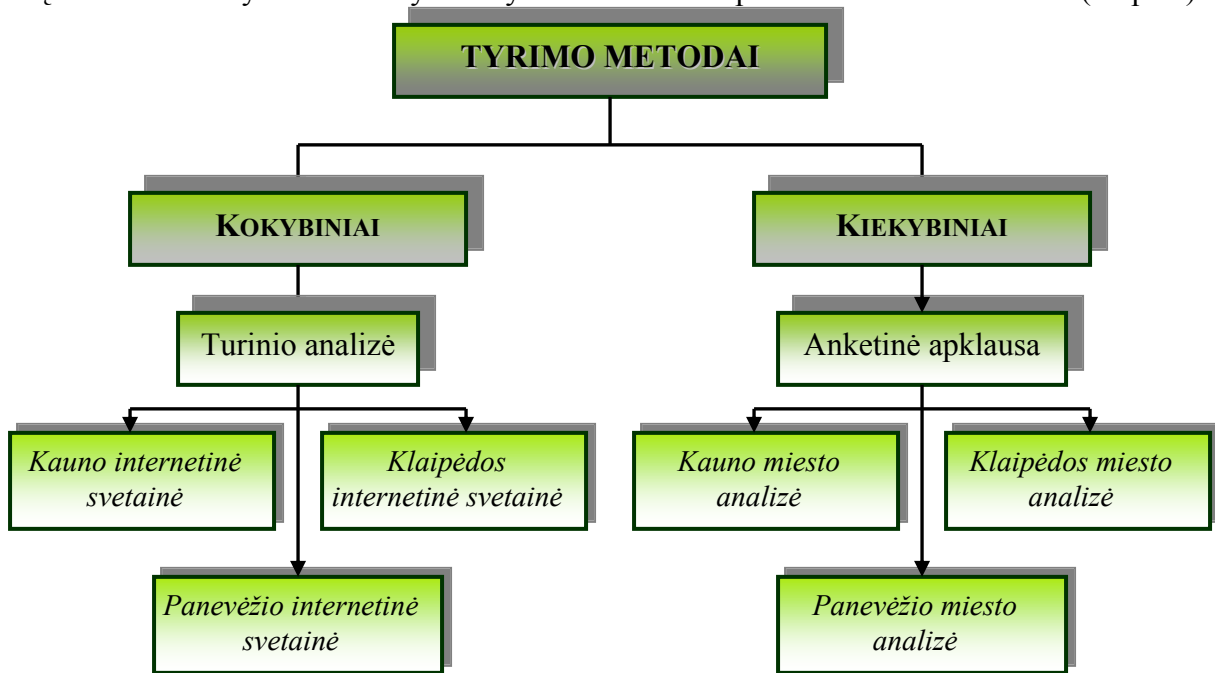 TYRIMO METODAI
KOKYBINIAI
KIEKYBINIAI
Turinio analizė
Anketinė apklausa
Kauno internetinė
svetainė
Klaipėdos
internetinė svetainė
Kauno miesto
analizė
Klaipėdos miesto
analizė
Panevėžio internetinė
svetainė
Panevėžio miesto
analizė